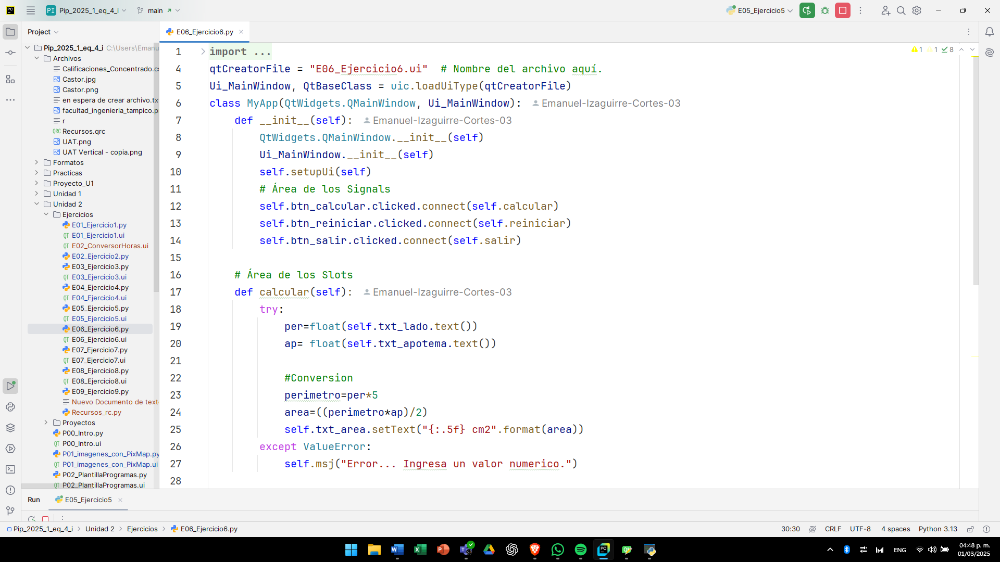 Pip_2025_1_eq_4_i
main
E05_Ejercicio5
Project
E06_Ejercicio6.py
Pip_2025_1_eq_4_i C:\Users\Emanu
Archivos
Calificaciones_Concentrado.cs
Castor.jpg
Castor.png
en espera de crear archivo.tx
facultad_ingenieria_tampico.p
r
Recursos.qrc
UAT.png
UAT Vertical - copia.png
Formatos
Practicas
Proyecto_U1
Unidad 1
Unidad 2
Ejercicios
E01_Ejercicio1.py
E01_Ejercicio1.ui
E02_ConversorHoras.ui
E02_Ejercicio2.py
E03_Ejercicio3.py
E03_Ejercicio3.ui
E04_Ejercicio4.py
E04_Ejercicio4.ui
E05_Ejercicio5.py
E05_Ejercicio5.ui
E06_Ejercicio6.py
E06_Ejercicio6.ui
E07_Ejercicio7.py
E07_Ejercicio7.ui
E08_Ejercicio8.py
E08_Ejercicio8.ui
E09_Ejercicio9.py
Nuevo Documento de text
Recursos_rc.py
Proyectos
P00_Intro.py
P00_Intro.ui
P01_imagenes_con_PixMap.py
P01_imagenes_con_PixMap.ui
P02_PlantillaProgramas.py
P02_PlantillaProgramas.ui
1 1 8
1 import ...
4 qtCreatorFile = "E06_Ejercicio6.ui"  # Nombre del archivo aquí.
5 Ui_MainWindow, QtBaseClass = uic.loadUiType(qtCreatorFile)
6 class MyApp(QtWidgets.QMainWindow, Ui_MainWindow): Emanuel-Izaguirre-Cortes-03
7     def __init__(self): Emanuel-Izaguirre-Cortes-03
8         QtWidgets.QMainWindow.__init__(self)
9         Ui_MainWindow.__init__(self)
10         self.setupUi(self)
11         # Área de los Signals
12         self.btn_calcular.clicked.connect(self.calcular)
13         self.btn_reiniciar.clicked.connect(self.reiniciar)
14         self.btn_salir.clicked.connect(self.salir)
15
16     # Área de los Slots
17     def calcular(self): Emanuel-Izaguirre-Cortes-03
18         try:
19             per=float(self.txt_lado.text())
20             ap= float(self.txt_apotema.text())
21
22             #Conversion
23             perimetro=per*5
24             area=((perimetro*ap)/2)
25             self.txt_area.setText("{:.5f} cm2".format(area))
26         except ValueError:
27             self.msj("Error... Ingresa un valor numerico.")
28
Run E05_Ejercicio5
Pip_2025_1_eq_4_i > Unidad 2 > Ejercicios > E06_Ejercicio6.py
30:30 CRLF UTF-8 4 spaces Python 3.13
ENG
04:48 p. m.
01/03/2025